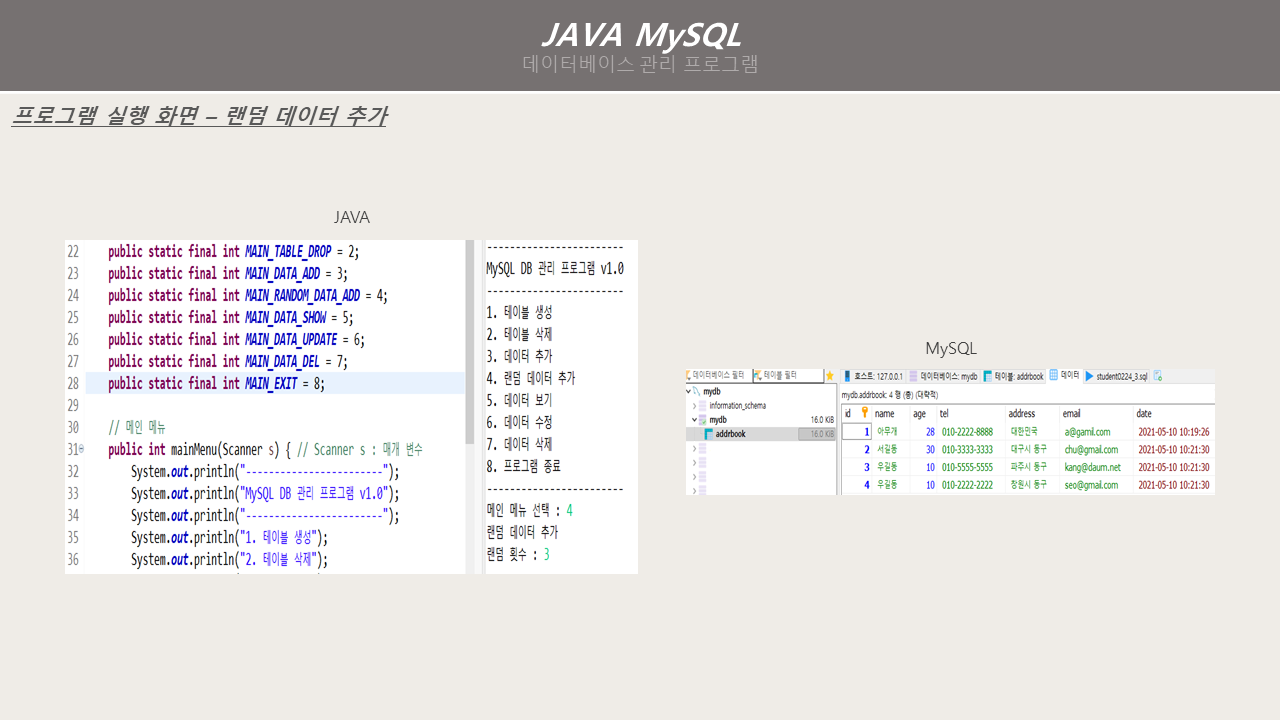 JAVA MySQL
데이터베이스 관리 프로그램
프로그램 실행 화면 – 랜덤 데이터 추가
JAVA
22 public static final int MAIN_TABLE_DROP = 2;
23 public static final int MAIN_DATA_ADD = 3;
24 public static final int MAIN_RANDOM_DATA_ADD = 4;
25 public static final int MAIN_DATA_SHOW = 5;
26 public static final int MAIN_DATA_UPDATE = 6;
27 public static final int MAIN_DATA_DEL = 7;
28 public static final int MAIN_EXIT = 8;
29
30 // 메인 메뉴
31 public int mainMenu(Scanner s) { // Scanner s : 매개 변수
32 System.out.println("------------------------");
33 System.out.println("MySQL DB 관리 프로그램 v1.0");
34 System.out.println("------------------------");
35 System.out.println("1. 테이블 생성");
36 System.out.println("2. 테이블 삭제");
------------------------
MySQL DB 관리 프로그램 v1.0
------------------------
1. 테이블 생성
2. 테이블 삭제
3. 데이터 추가
4. 랜덤 데이터 추가
5. 데이터 보기
6. 데이터 수정
7. 데이터 삭제
8. 프로그램 종료
------------------------
메인 메뉴 선택 : 4
랜덤 데이터 추가
랜덤 횟수 : 3
MySQL
데이터베이스 필터 테이블 필터
mydb
information_schema
mydb 16.0 KiB
addrbook 16.0 KiB
호스트: 127.0.0.1 데이터베이스: mydb 테이블: addrbook 데이터 student0224_3.sql
mydb.addrbook: 4 행 (총) (대략적)
id name age tel address email date
1 아무개 28 010-2222-8888 대한민국 a@gamil.com 2021-05-10 10:19:26
2 서길동 30 010-3333-3333 대구시 동구 chu@gmail.com 2021-05-10 10:21:30
3 우길동 10 010-5555-5555 파주시 동구 kang@daum.net 2021-05-10 10:21:30
4 우길동 10 010-2222-2222 창원시 동구 seo@gmail.com 2021-05-10 10:21:30